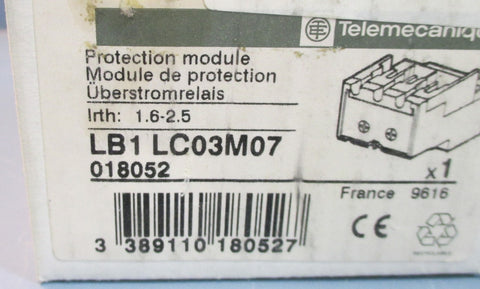 Telemecanique
Protection module
Module de protection
Überstromrelais
Irth: 1.6-2.5
LB1 LC03M07
018052
x1
France 9616
CE
3 389110 180527